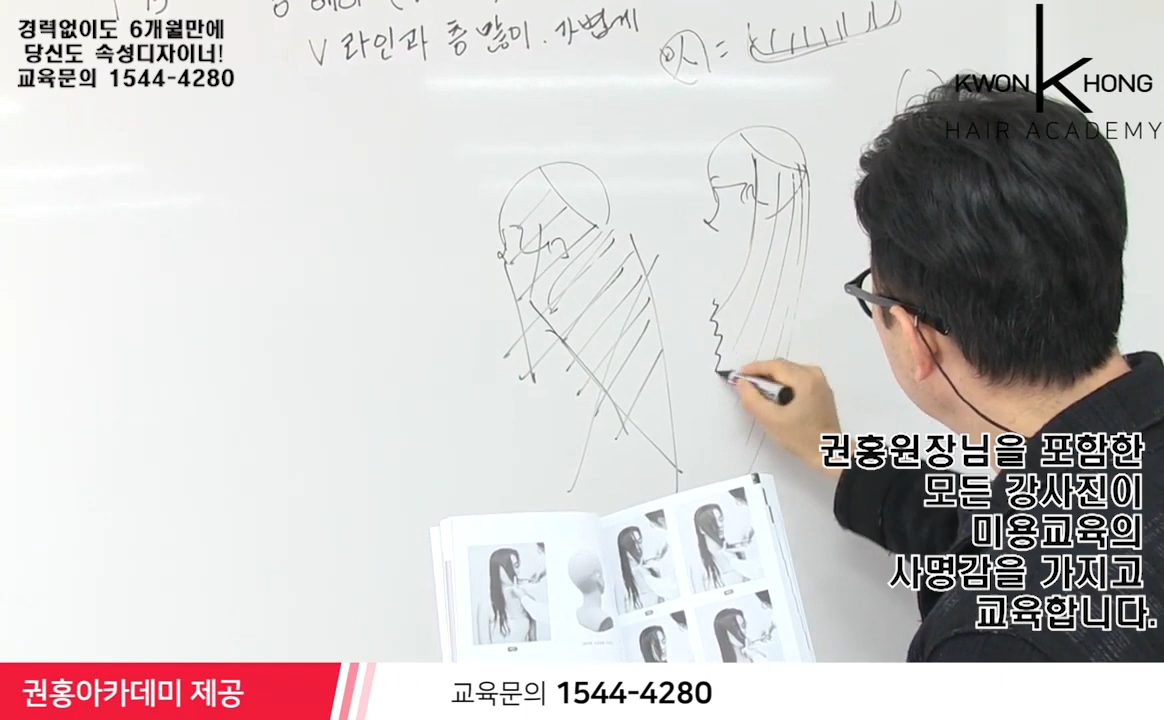 경력없이도 6개월만에
당신도 속성디자이너!
교육문의 1544-4280
V 라인과 층 많이. 가볍게
KWON K HONG
HAIR ACADEMY
권홍원장님을 포함한
모든 강사진이
미용교육의
사명감을 가지고
교육합니다.
권홍아카데미 제공
교육문의 1544-4280